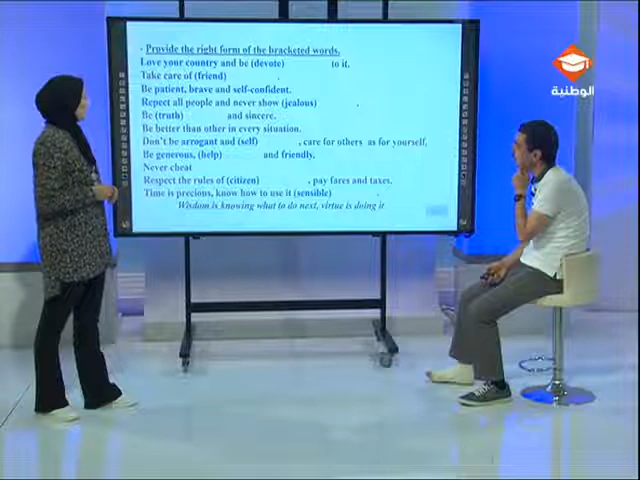 - Provide the right form of the bracketed words.
Love your country and be (devote) to it.
Take care of (friend) .
Be patient, brave and self-confident.
Repect all people and never show (jealous) .
Be (truth) and sincere.
Be better than other in every situation.
Don't be arrogant and (self) , care for others as for yourself.
Be generous, (help) and friendly.
Never cheat
Respect the rules of (citizen) , pay fares and taxes.
Time is precious, know how to use it (sensible) .
Wisdom is knowing what to do next, virtue is doing it
الوطنية